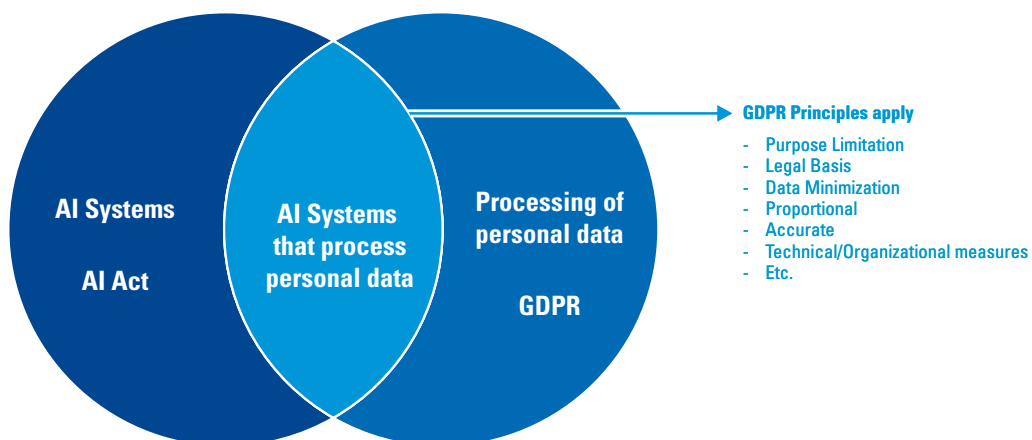 AI Systems
AI Act
AI Systems
that process
personal data
Processing of
personal data
GDPR
GDPR Principles apply
- Purpose Limitation
- Legal Basis
- Data Minimization
- Proportional
- Accurate
- Technical/Organizational measures
- Etc.